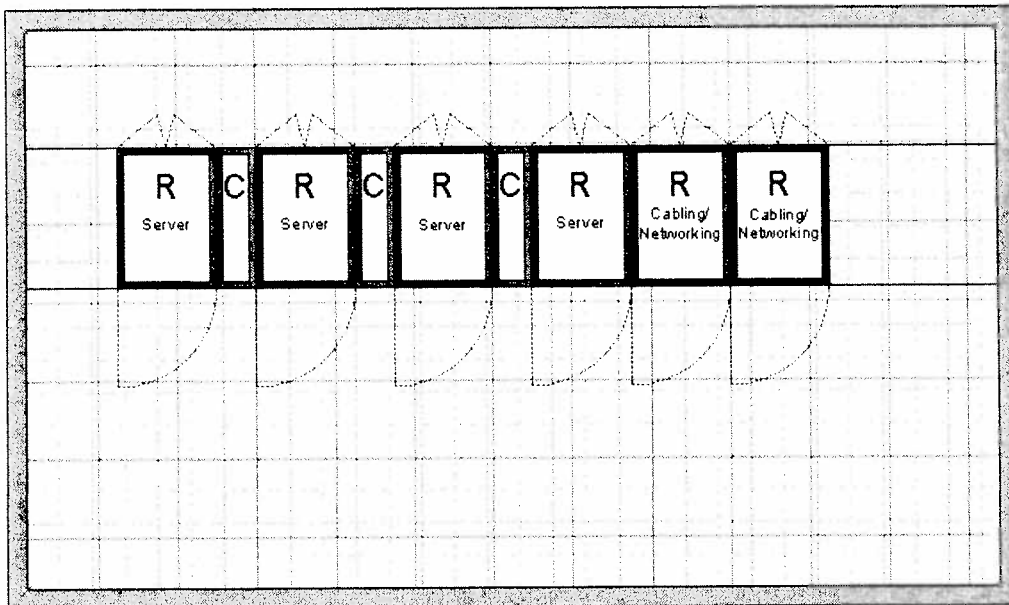 R C R C R C R R R
Server Server Server Server Cabling/ Cabling/
Networking Networking